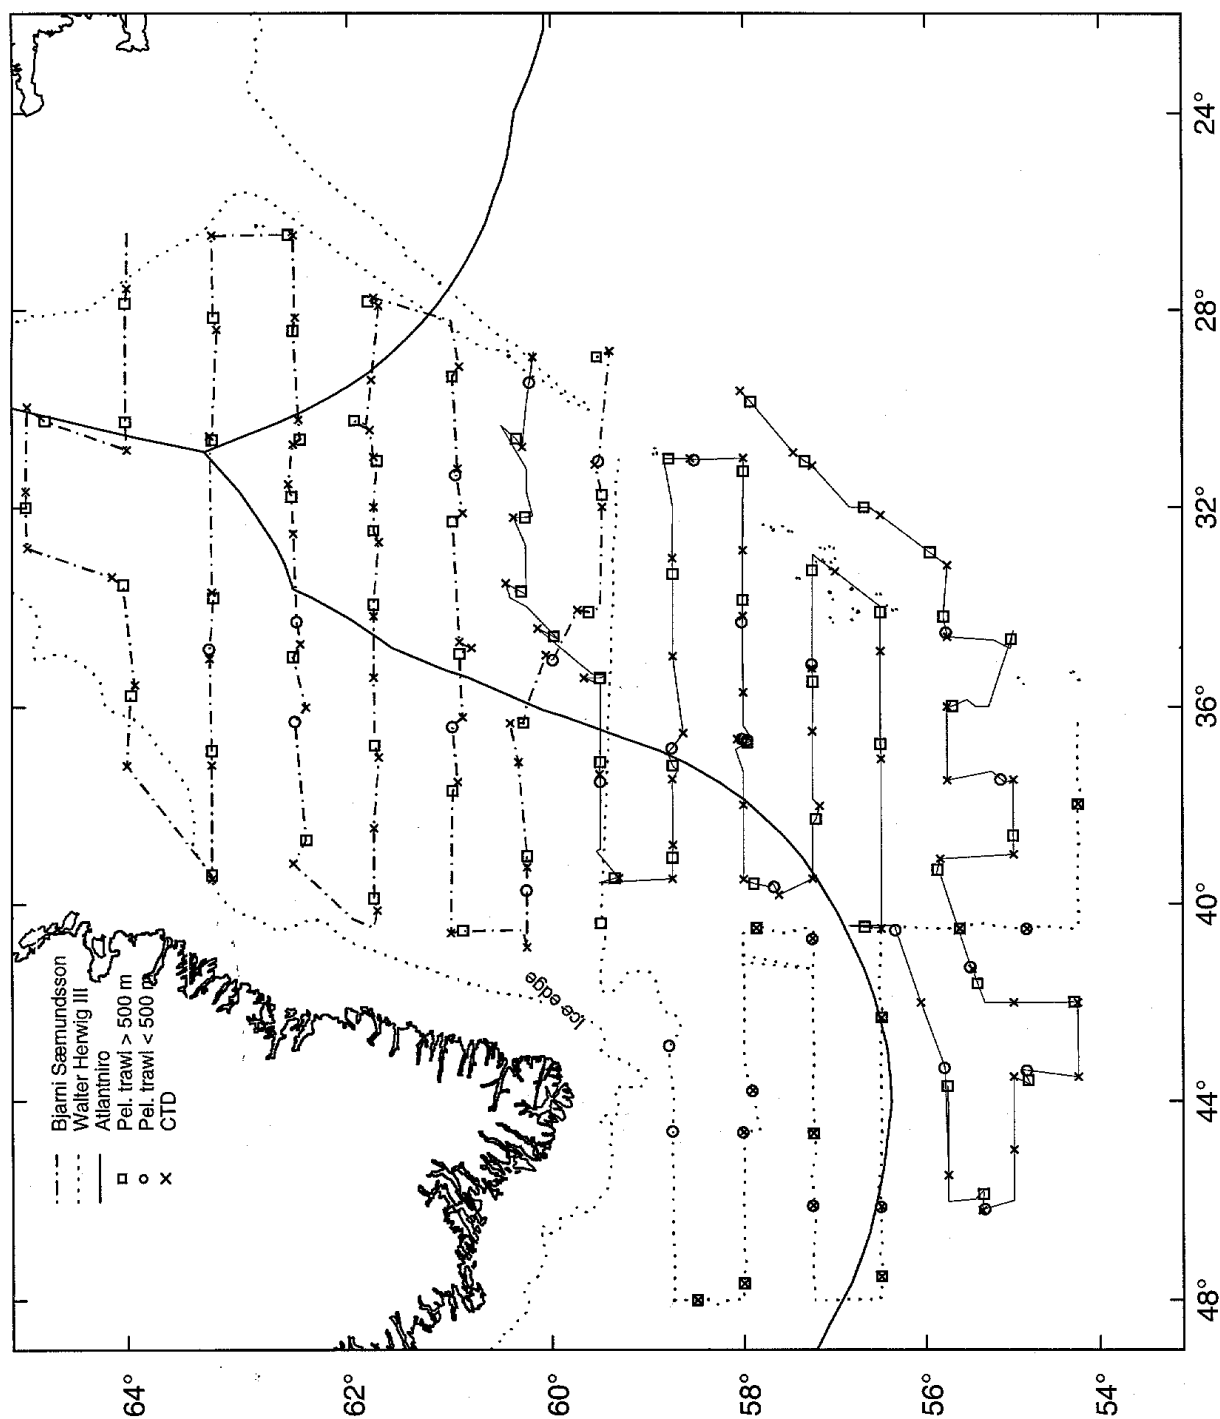 Bjarni Sæmundsson
Walter Herwig III
Atlantniro
Pel. trawl > 500 m
Pel. trawl < 500 m
CTD
Ice edge
64°
62°
60°
58°
56°
54°
48°
44°
40°
36°
32°
28°
24°